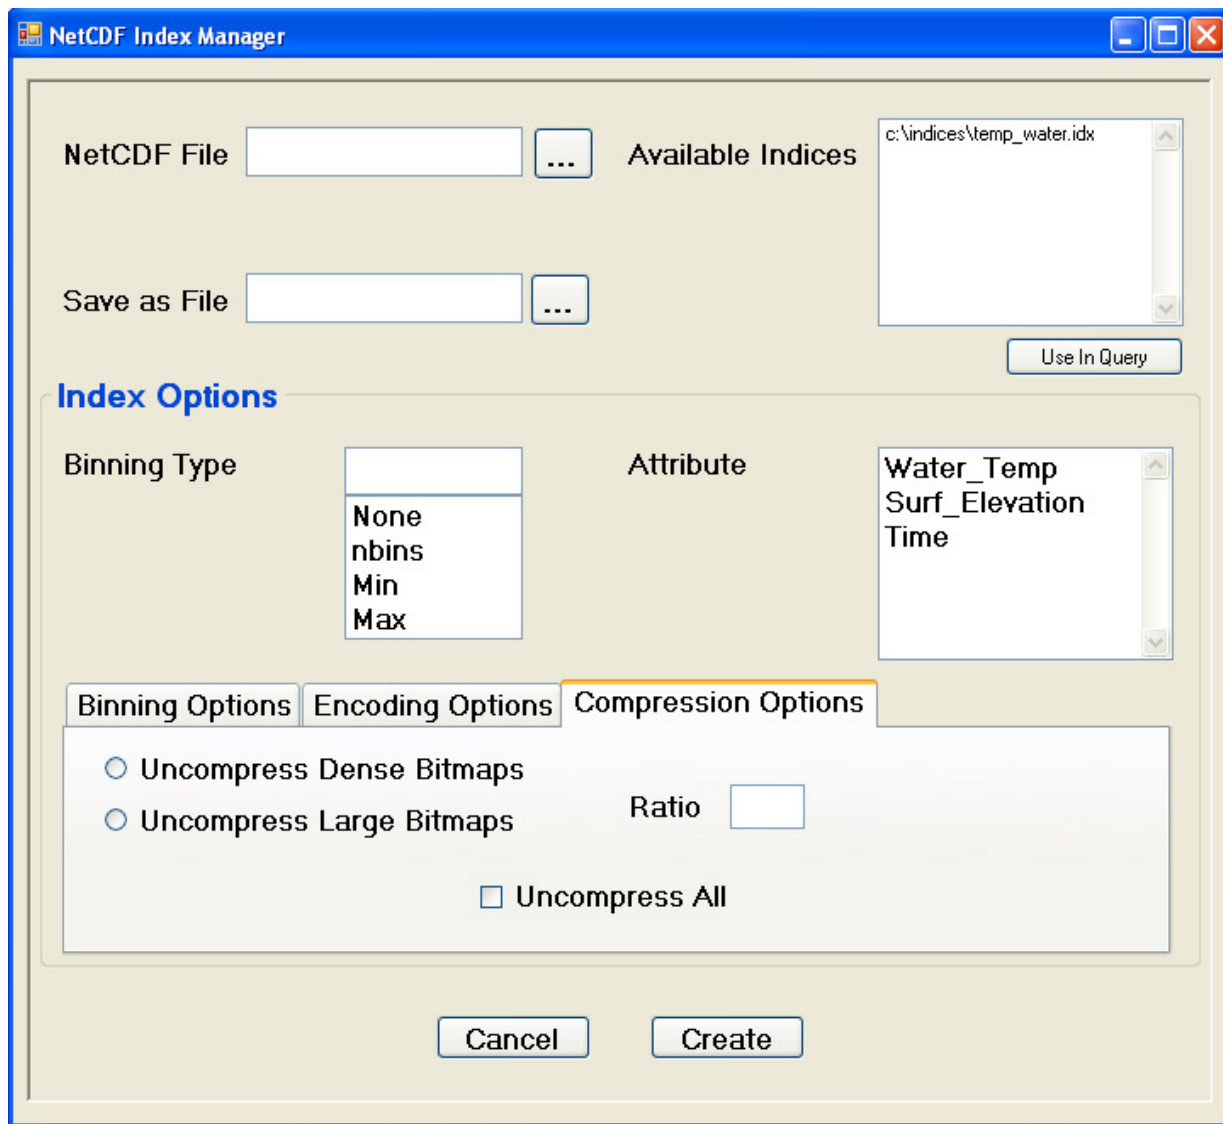 NetCDF Index Manager
NetCDF File
...
Available Indices
c:\indices\temp_water.idx
Save as File
...
Use In Query
Index Options
Binning Type
None
nbins
Min
Max
Attribute
Water_Temp
Surf_Elevation
Time
Binning Options
Encoding Options
Compression Options
Uncompress Dense Bitmaps
Uncompress Large Bitmaps
Ratio
Uncompress All
Cancel
Create